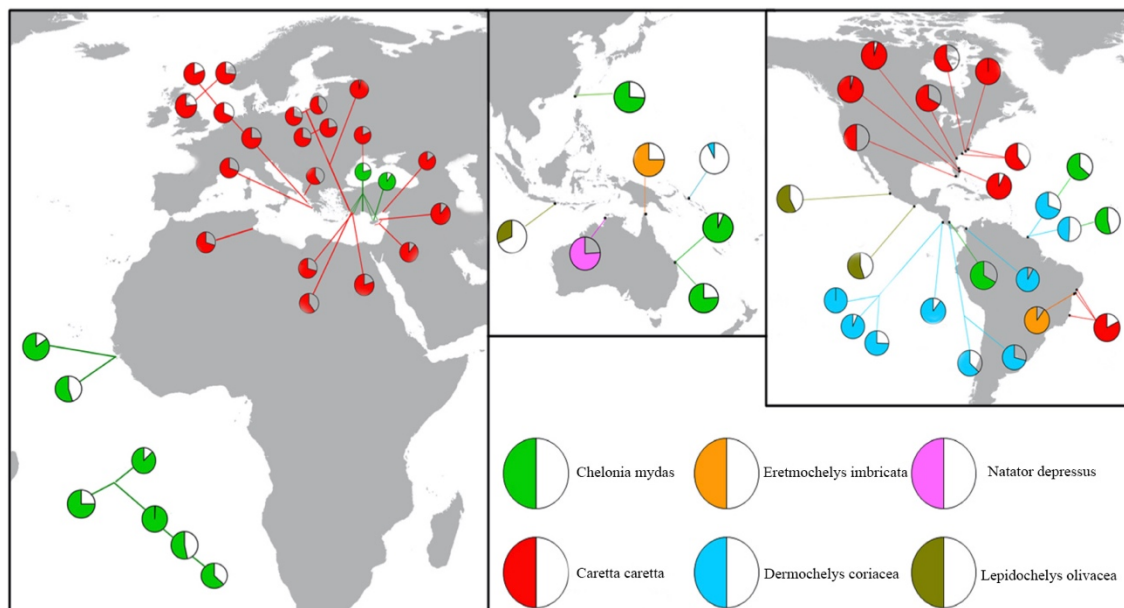 Chelonia mydas
Eretmochelys imbricata
Natator depressus
Caretta caretta
Dermochelys coriacea
Lepidochelys olivacea